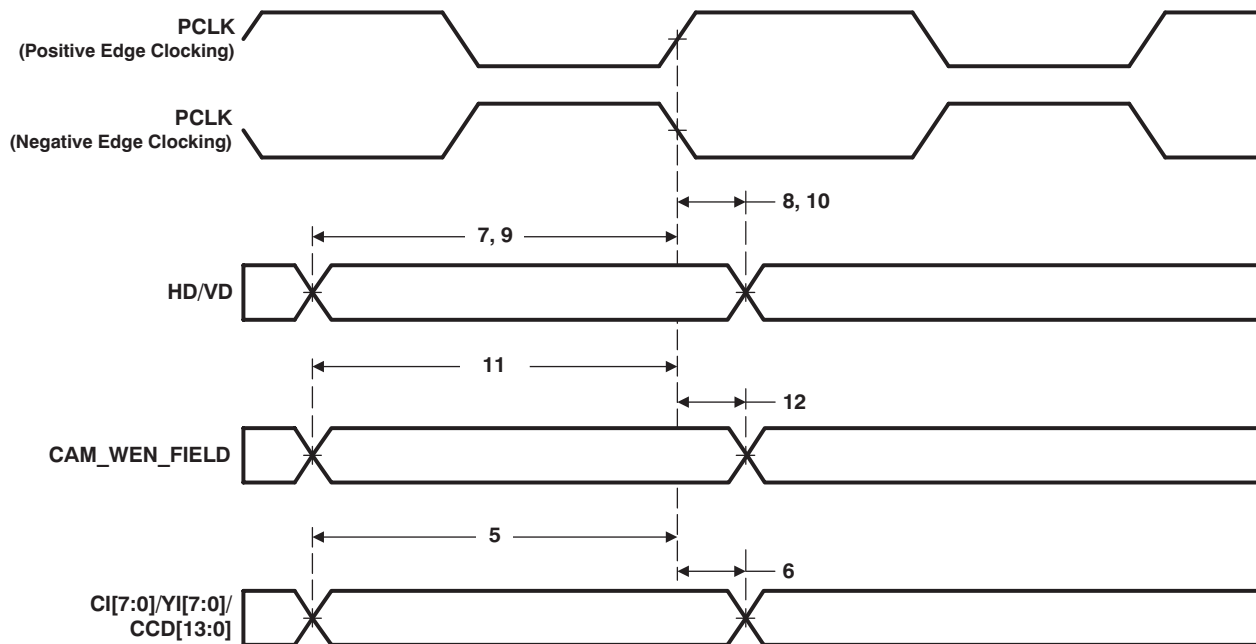 PCLK
(Positive Edge Clocking)
PCLK
(Negative Edge Clocking)
8, 10
7, 9
HD/VD
11
12
CAM_WEN_FIELD
5
6
CI[7:0]/YI[7:0]/
CCD[13:0]